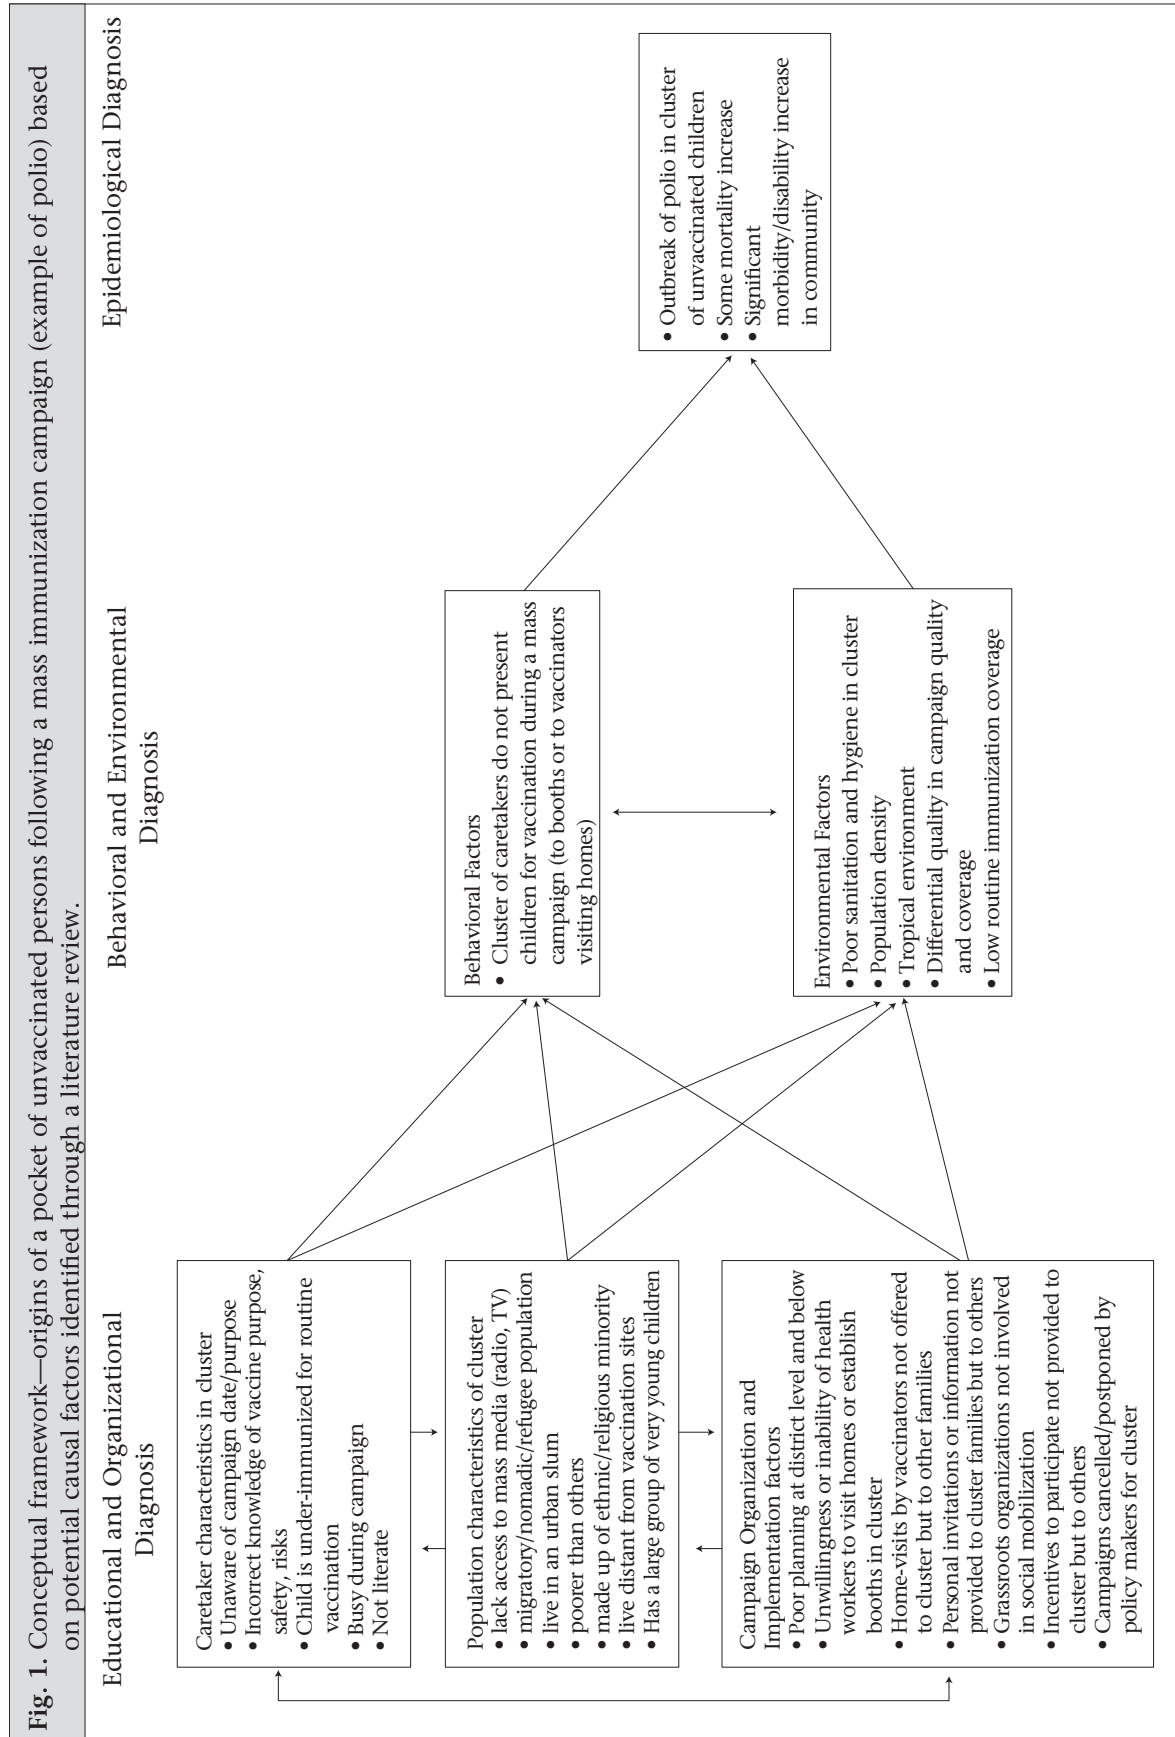 Fig. 1. Conceptual framework—origins of a pocket of unvaccinated persons following a mass immunization campaign (example of polio) based
on potential causal factors identified through a literature review.
Educational and Organizational
Diagnosis
Behavioral and Environmental
Diagnosis
Epidemiological Diagnosis
Caretaker characteristics in cluster
• Unaware of campaign date/purpose
• Incorrect knowledge of vaccine purpose,
safety, risks
• Child is under-immunized for routine
vaccination
• Busy during campaign
• Not literate
Population characteristics of cluster
• lack access to mass media (radio, TV)
• migratory/nomadic/refugee population
• live in an urban slum
• poorer than others
• made up of ethnic/religious minority
• live distant from vaccination sites
• Has a large group of very young children
Campaign Organization and
Implementation factors
• Poor planning at district level and below
• Unwillingness or inability of health
workers to visit homes or establish
booths in cluster
• Home-visits by vaccinators not offered
to cluster but to other families
• Personal invitations or information not
provided to cluster families but to others
• Grassroots organizations not involved
in social mobilization
• Incentives to participate not provided to
cluster but to others
• Campaigns cancelled/postponed by
policy makers for cluster
Behavioral Factors
• Cluster of caretakers do not present
children for vaccination during a mass
campaign (to booths or to vaccinators
visiting homes)
Environmental Factors
• Poor sanitation and hygiene in cluster
• Population density
• Tropical environment
• Differential quality in campaign quality
and coverage
• Low routine immunization coverage
• Outbreak of polio in cluster
of unvaccinated children
• Some mortality increase
• Significant
morbidity/disability increase
in community